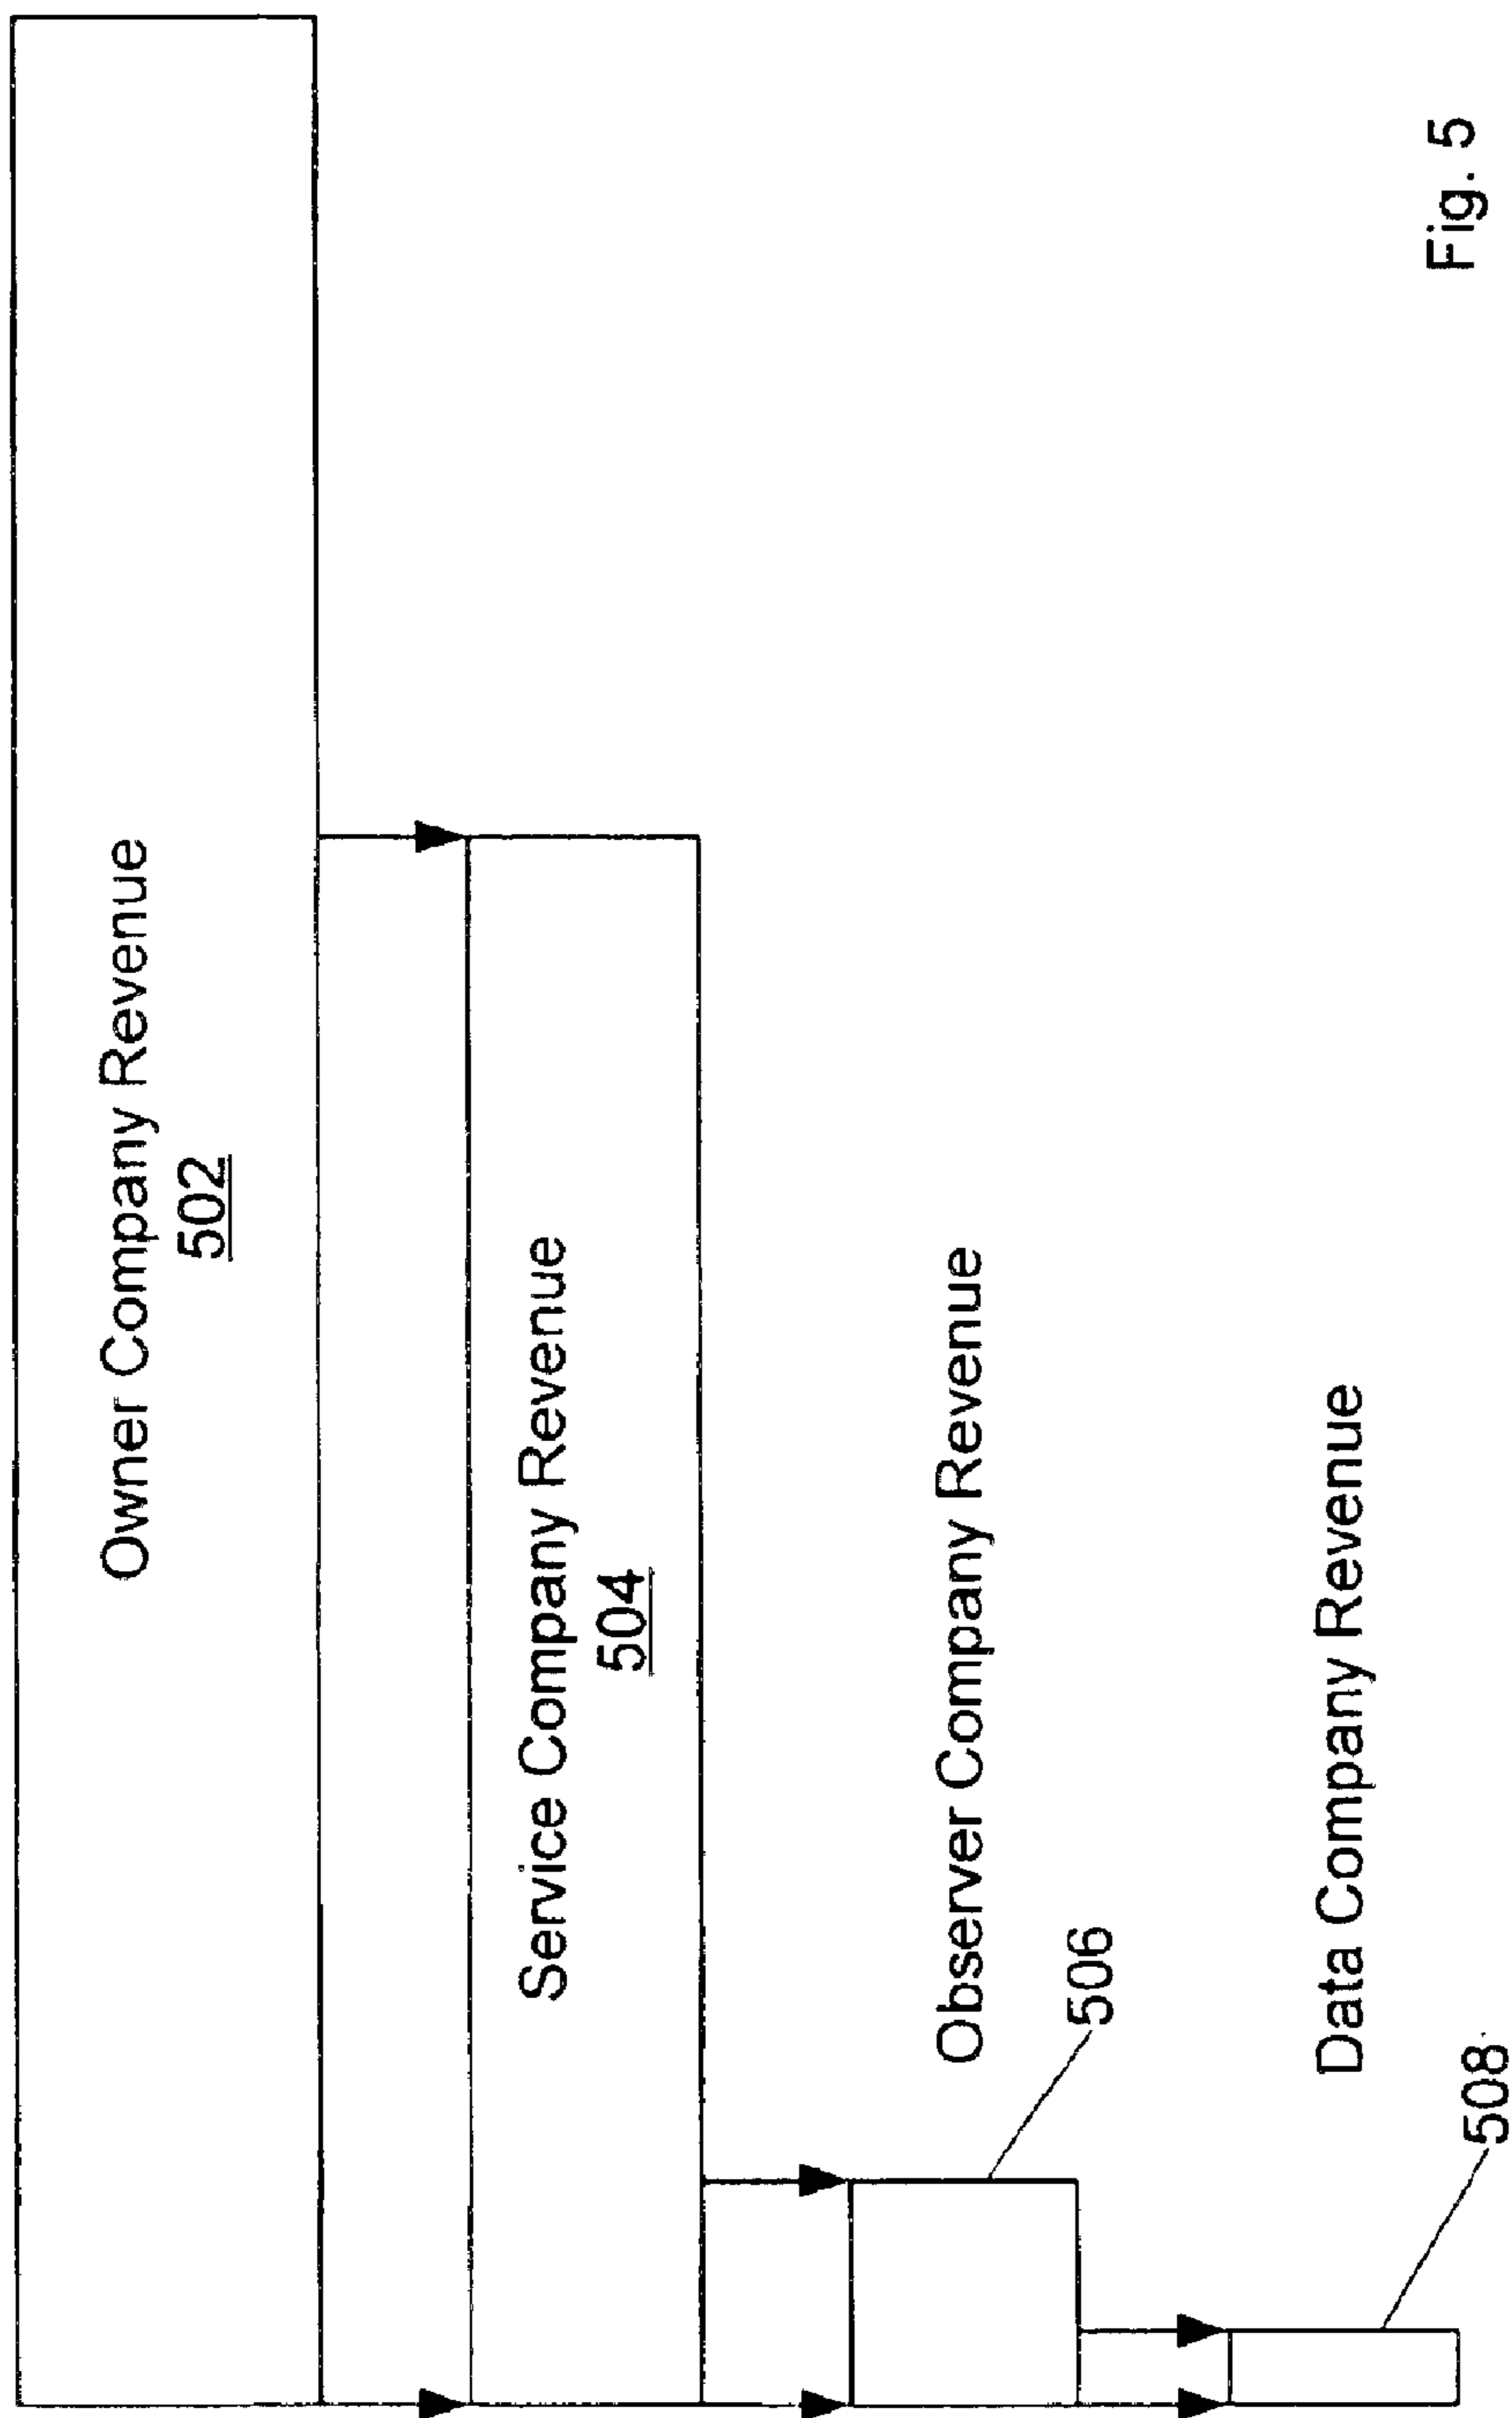 Owner Company Revenue
502
Service Company Revenue
504
Observer Company Revenue
506
Data Company Revenue
508
Fig. 5